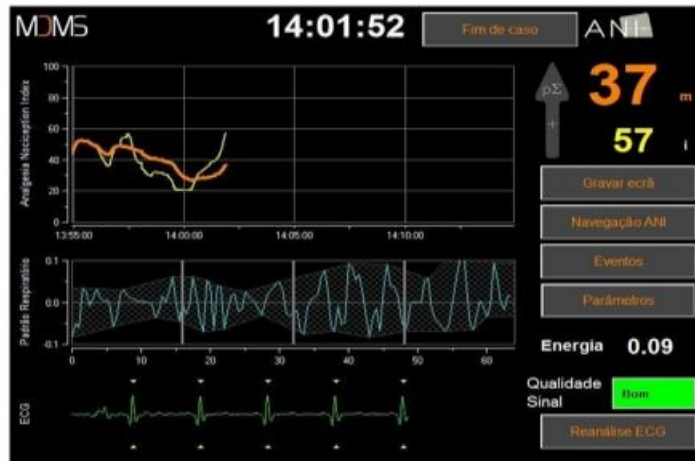 MDMS
14:01:52
Fim de caso
ANI
Analgesia Nociception Index
100
80
60
40
20
0
13:55:00
14:00:00
14:05:00
14:10:00
pΣ
+
37 m
57 i
Gravar ecrã
Navegação ANI
Eventos
Parâmetros
Padrão Respiratório
0.1
0.0
-0.1
0
10
20
30
40
50
60
Energia 0.09
Qualidade
Sinal
Bom
ECG
Reanálise ECG